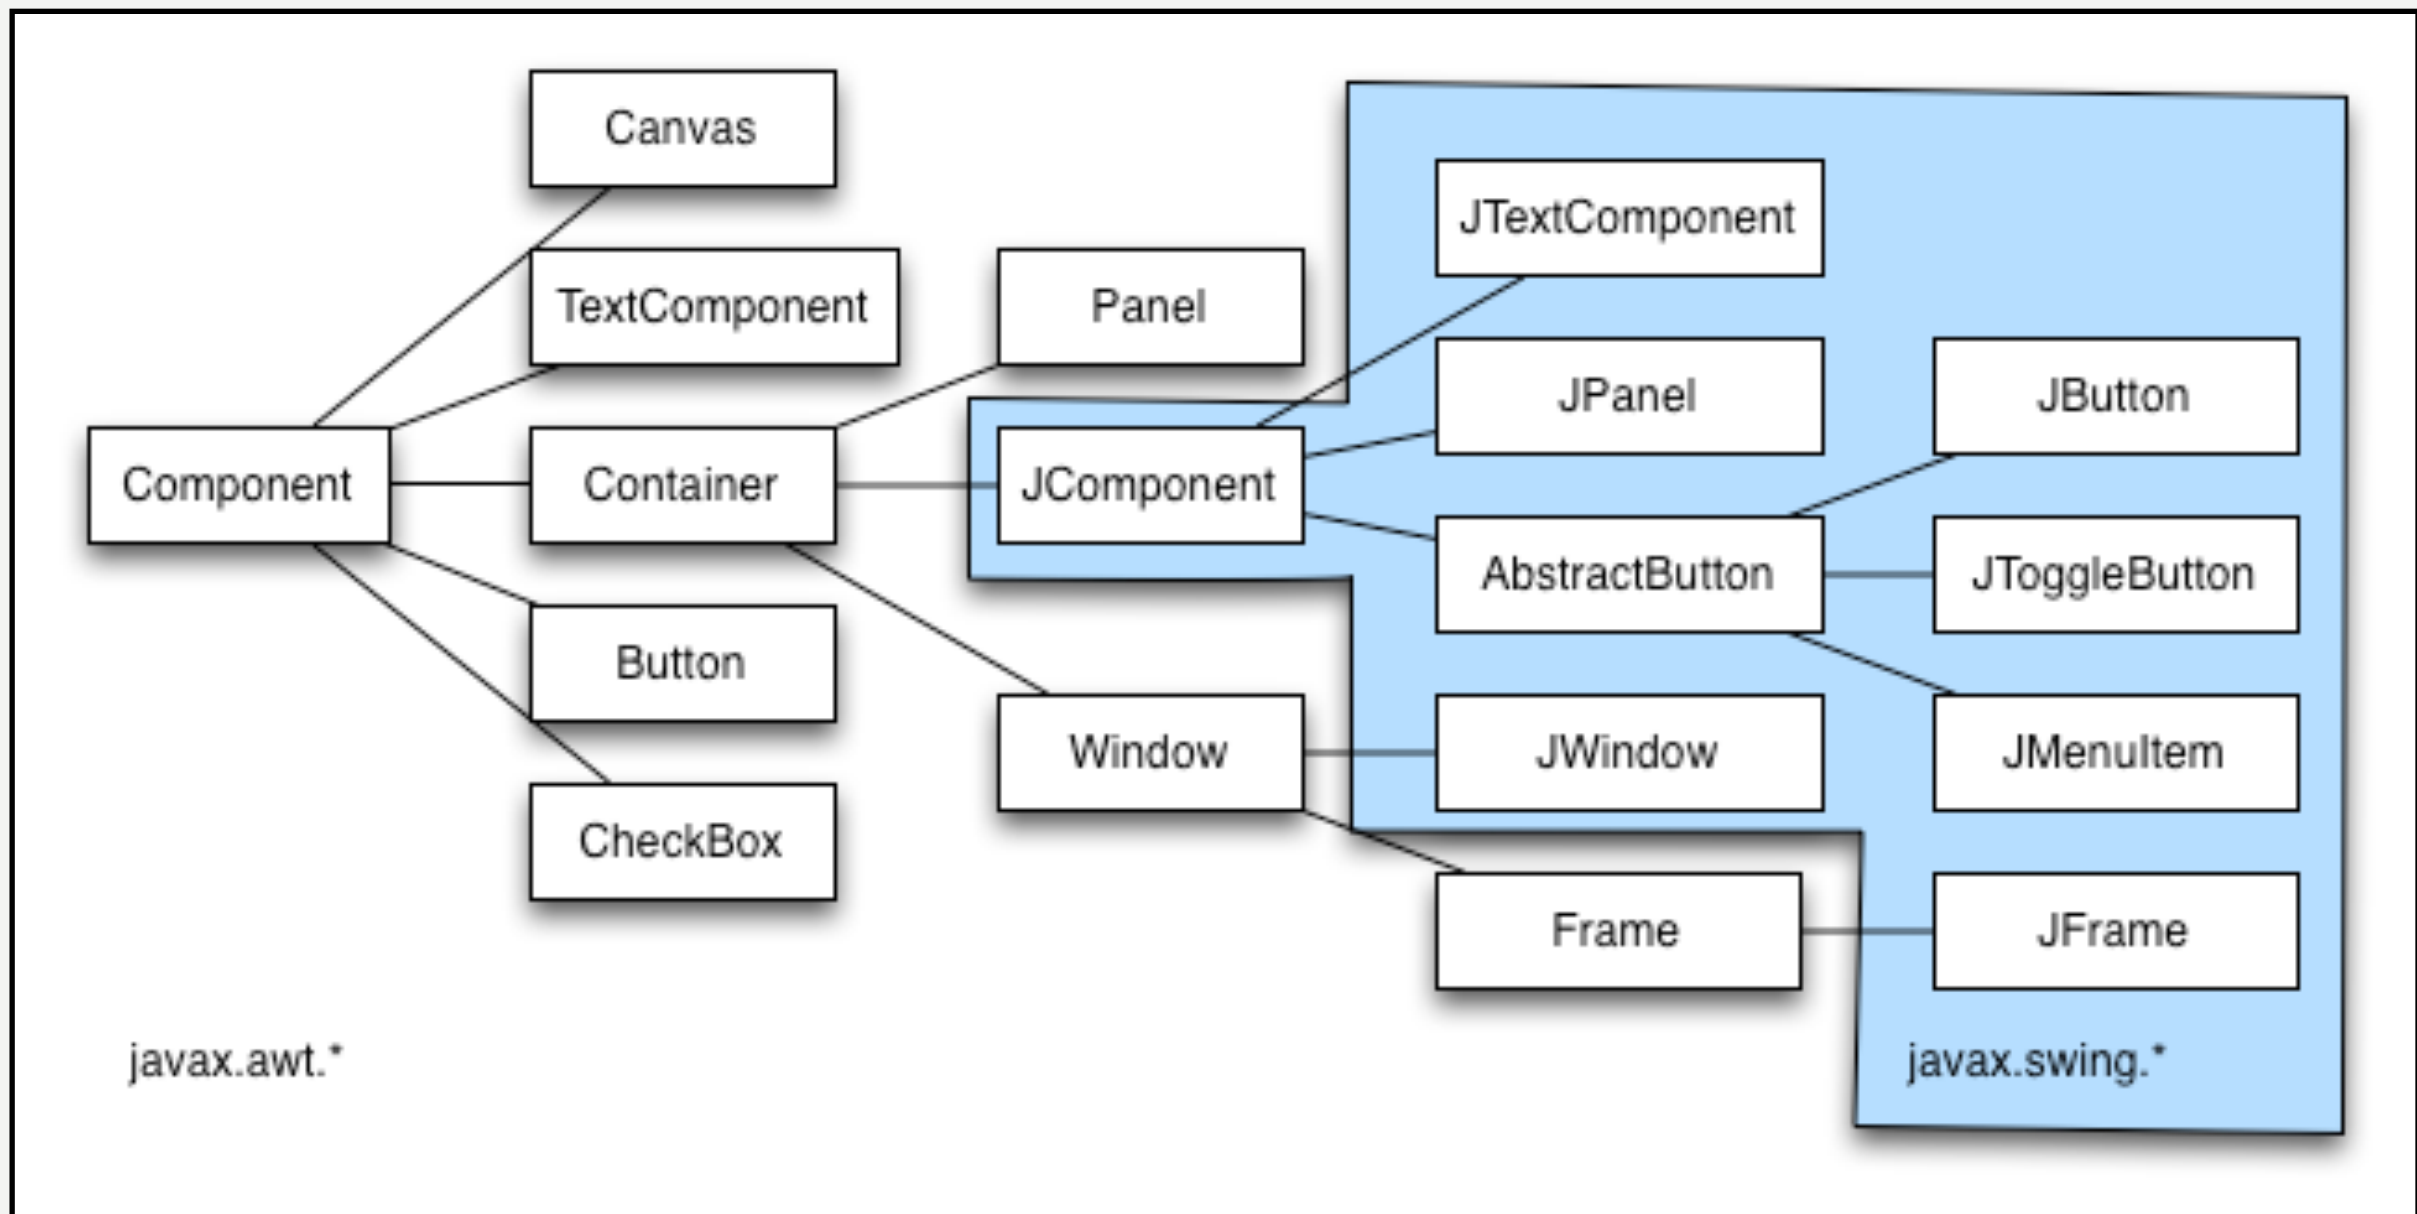 Canvas
JTextComponent
TextComponent
Panel
JPanel
JButton
Component
Container
JComponent
AbstractButton
JToggleButton
Button
Window
JWindow
JMenuItem
CheckBox
Frame
JFrame
javax.awt.*
javax.swing.*